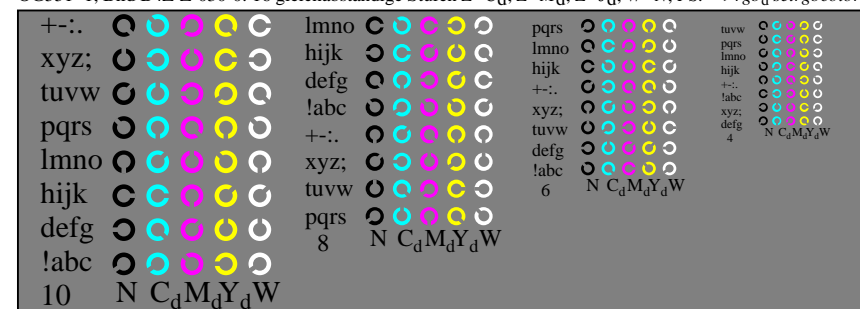 +-:.
xyz;
tuvw
pqrs
lmno
hijk
defg
!abc
10 N CdMdYdW
lmno
hijk
defg
!abc
+-:.
xyz;
tuvw
pqrs
8 N CdMdYdW
pqrs
lmno
hijk
+-:.
xyz;
tuvw
defg
!abc
6 N CdMdYdW
tuvw
pqrs
lmno
hijk
+-:.
!abc
xyz;
defg
4 N CdMdYdW